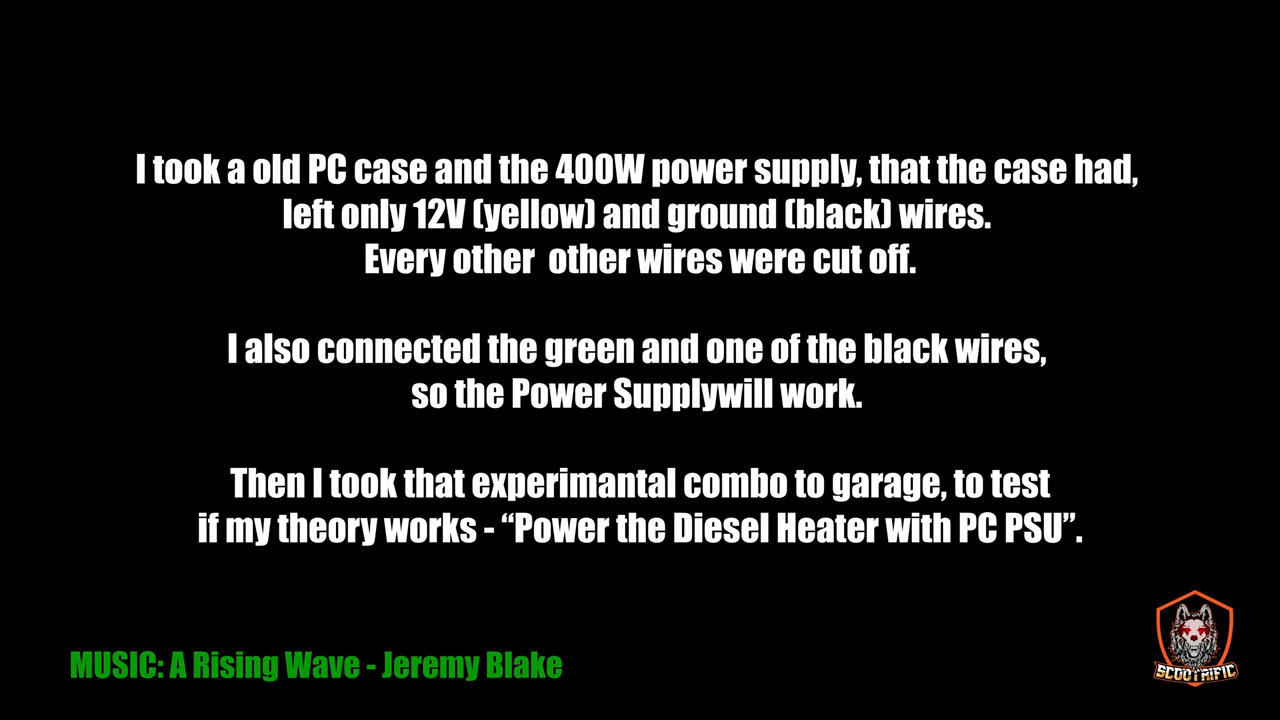 I took a old PC case and the 400W power supply, that the case had,
left only 12V (yellow) and ground (black) wires.
Every other  other wires were cut off.
I also connected the green and one of the black wires,
so the Power Supplywill work.
Then I took that experimantal combo to garage, to test
if my theory works - “Power the Diesel Heater with PC PSU”.
MUSIC: A Rising Wave - Jeremy Blake
SCOOTRIFIC